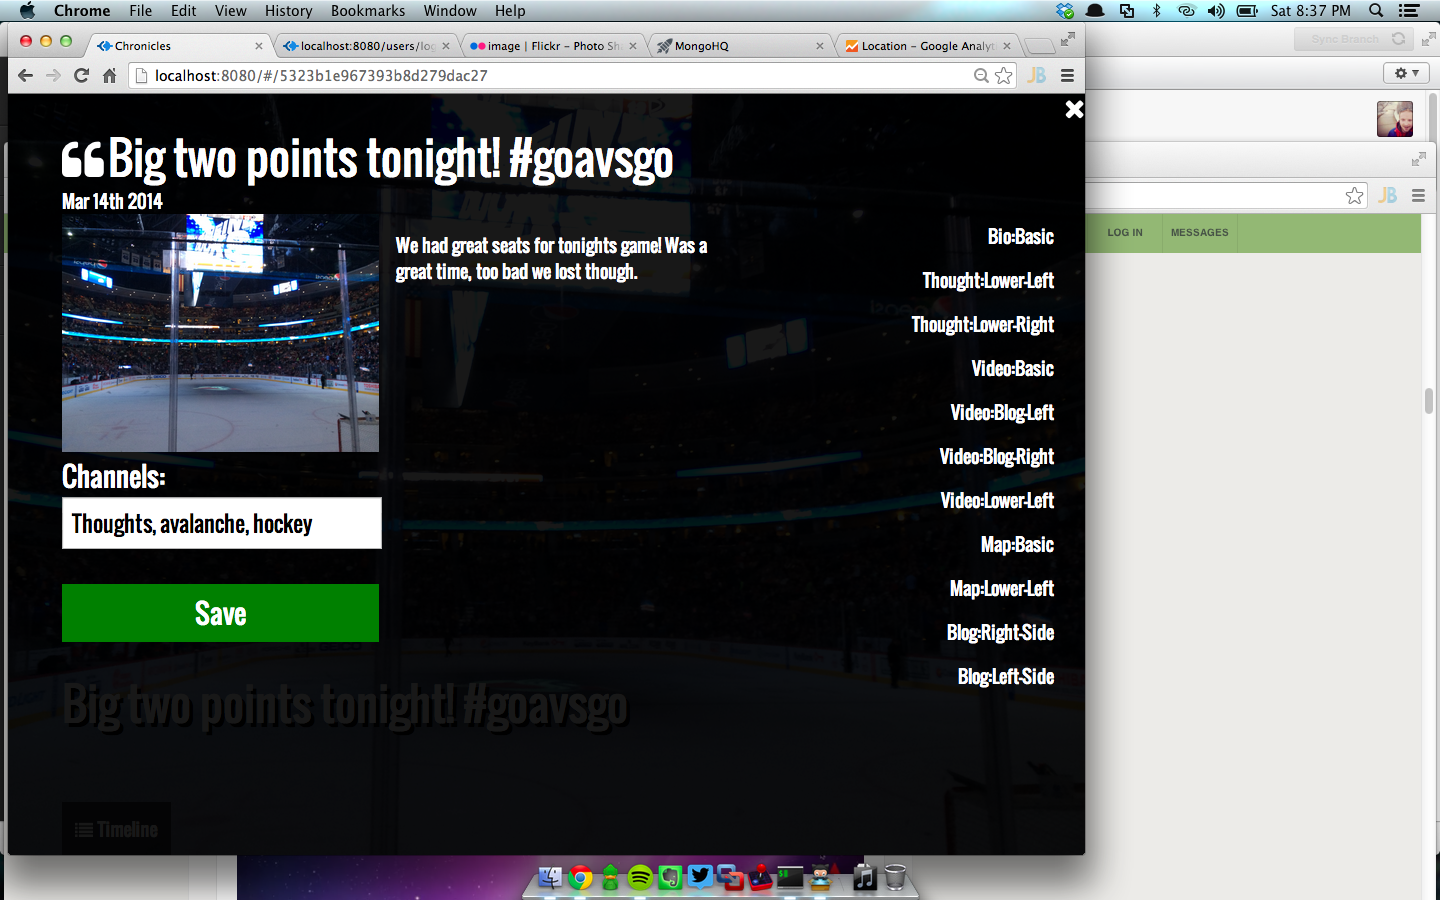 Chrome File Edit View History Bookmarks Window Help Sat 8:37 PM
Sync Branch
Chronicles
localhost:8080/users/log
image | Flickr – Photo Sh
MongoHQ
Location – Google Analyt
localhost:8080/#/5323b1e967393b8d279dac27
JB
JB
LOG IN MESSAGES
Big two points tonight! #goavsgo
Mar 14th 2014
We had great seats for tonights game! Was a
great time, too bad we lost though.
Channels:
Thoughts, avalanche, hockey
Save
Bio:Basic
Thought:Lower-Left
Thought:Lower-Right
Video:Basic
Video:Blog-Left
Video:Blog-Right
Video:Lower-Left
Map:Basic
Map:Lower-Left
Blog:Right-Side
Blog:Left-Side
Big two points tonight! #goavsgo
Timeline